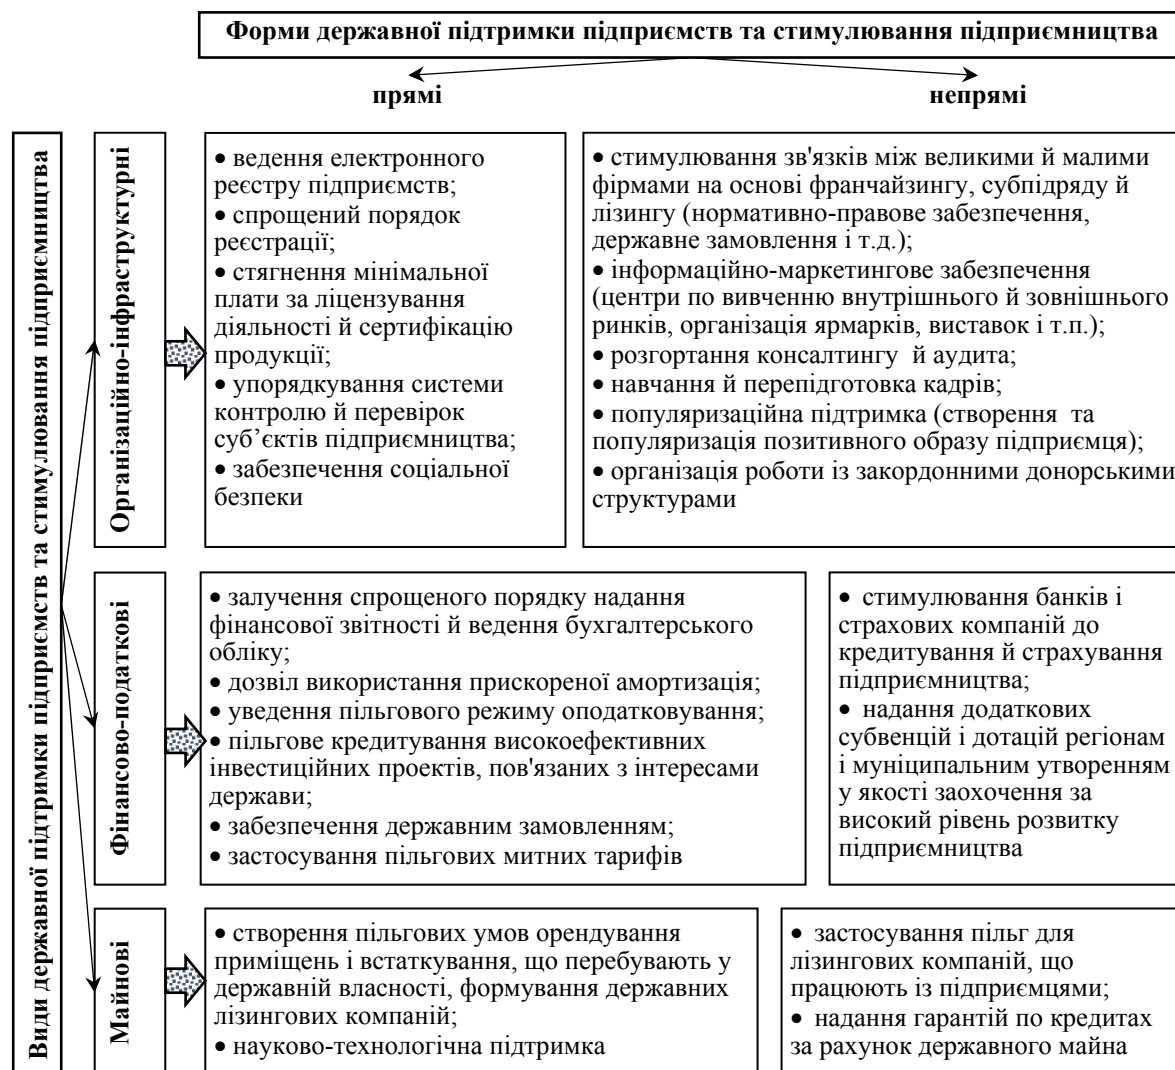 Форми державної підтримки підприємств та стимулювання підприємництва
прямі
непрямі
Види державної підтримки підприємств та стимулювання підприємництва
Організаційно-інфраструктурні
• ведення електронного
реєстру підприємств;
• спрощений порядок
реєстрації;
• стягнення мінімальної
плати за ліцензування
діяльності й сертифікацію
продукції;
• упорядкування системи
контролю й перевірок
суб’єктів підприємництва;
• забезпечення соціальної
безпеки
• стимулювання зв'язків між великими й малими
фірмами на основі франчайзингу, субпідряду й
лізингу (нормативно-правове забезпечення,
державне замовлення і т.д.);
• інформаційно-маркетингове забезпечення
(центри по вивченню внутрішнього й зовнішнього
ринків, організація ярмарків, виставок і т.п.);
• розгортання консалтингу й аудита;
• навчання й перепідготовка кадрів;
• популяризаційна підтримка (створення та
популяризація позитивного образу підприємця);
• організація роботи із закордонними донорськими
структурами
Фінансово-податкові
• залучення спрощеного порядку надання
фінансової звітності й ведення бухгалтерського
обліку;
• дозвіл використання прискореної амортизація;
• уведення пільгового режиму оподатковування;
• пільгове кредитування високоефективних
інвестиційних проектів, пов'язаних з інтересами
держави;
• забезпечення державним замовленням;
• застосування пільгових митних тарифів
• стимулювання банків і
страхових компаній до
кредитування й страхування
підприємництва;
• надання додаткових
субвенцій і дотацій регіонам
і муніципальним утворенням
у якості заохочення за
високий рівень розвитку
підприємництва
Майнові
• створення пільгових умов орендування
приміщень і встаткування, що перебувають у
державній власності, формування державних
лізингових компаній;
• науково-технологічна підтримка
• застосування пільг для
лізингових компаній, що
працюють із підприємцями;
• надання гарантій по кредитах
за рахунок державного майна